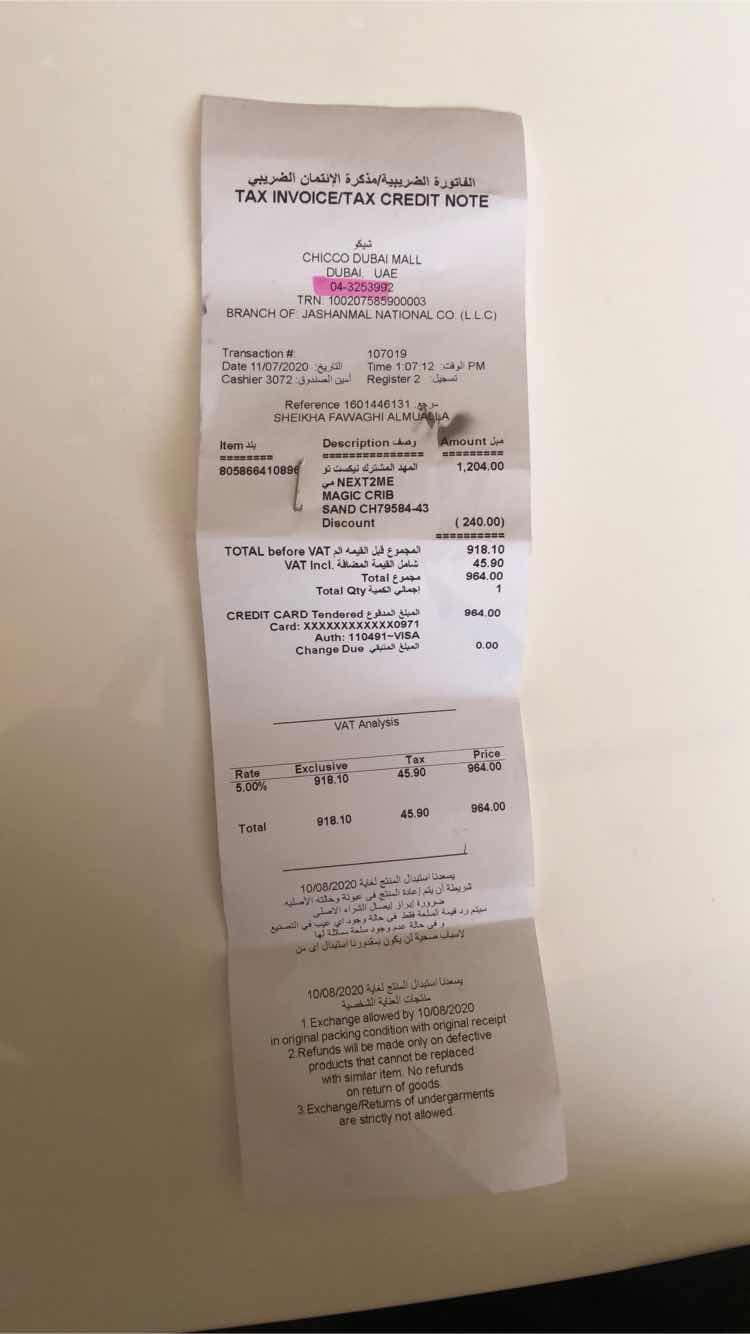 الفاتورة الضريبية/مذكرة الإئتمان الضريبي
TAX INVOICE/TAX CREDIT NOTE
شيكو
CHICCO DUBAI MALL
DUBAI, UAE
04-3253992
TRN: 100207585900003
BRANCH OF: JASHANMAL NATIONAL CO. (L.L.C)
Transaction #: 107019
Date 11/07/2020 التاريخ: Time 1:07:12 الوقت: PM
Cashier 3072 أمين الصندوق: Register 2 تسجيل:
Reference 1601446131 مرجع:
SHEIKHA FAWAGHI ALMUALLA
Item بند Description وصف Amount مبل
======== =============== =========
805866410896 المهد المشترك نيكست تو 1,204.00
مي NEXT2ME
MAGIC CRIB
SAND CH79584-43
Discount ( 240.00)
==========
TOTAL before VAT المجموع قبل القيمه الم 918.10
VAT Incl. شامل القيمة المضافة 45.90
Total مجموع 964.00
Total Qty إجمالي الكمية 1
CREDIT CARD Tendered المبلغ المدفوع 964.00
Card: XXXXXXXXXXXX0971
Auth: 110491~VISA
Change Due المبلغ المتبقي 0.00
VAT Analysis
Rate Exclusive Tax Price
5.00% 918.10 45.90 964.00
Total 918.10 45.90 964.00
يسعدنا استبدال المنتج لغاية 10/08/2020
شريطة أن يتم إعادة المنتج في عبوتة وحالته الأصليه
ضرورة إبراز إيصال الشراء الاصلى
سيتم رد قيمة السلعة فقط فى حالة وجود اي عيب في التصنيع
و فى حالة عدم وجود سلعة مماثلة لها
لاسباب صحية لن يكون بمقدورنا استبدال اى من
يسعدنا استبدال المنتج لغاية 10/08/2020
منتجات العناية الشخصية
1.Exchange allowed by 10/08/2020
in original packing condition with original receipt
2.Refunds will be made only on defective
products that cannot be replaced
with similar item. No refunds
on return of goods.
3.Exchange/Returns of undergarments
are strictly not allowed.